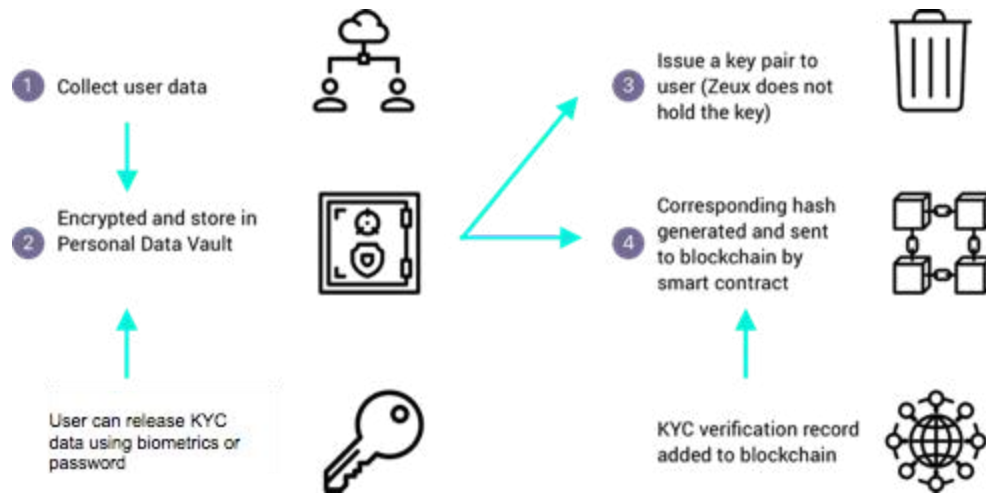 1 Collect user data
2 Encrypted and store in
Personal Data Vault
User can release KYC
data using biometrics or
password
3 Issue a key pair to
user (Zeux does not
hold the key)
4 Corresponding hash
generated and sent
to blockchain by
smart contract
KYC verification record
added to blockchain